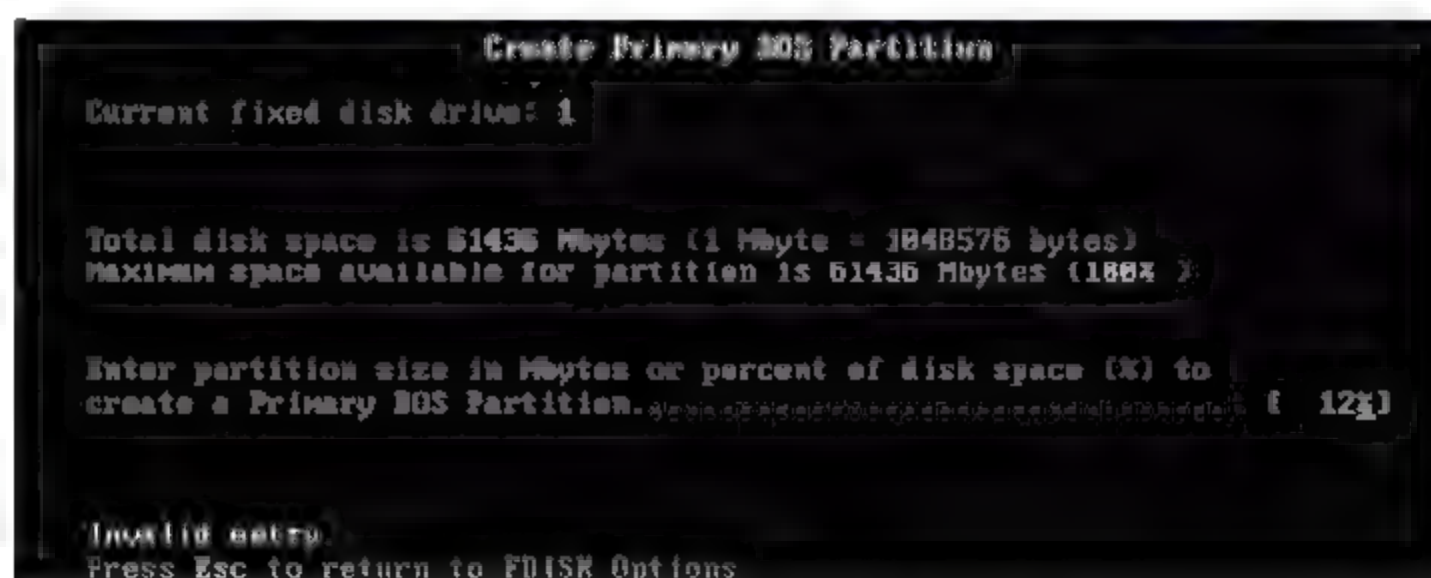 Create Primary DOS Partition
Current fixed disk drive: 1
Total disk space is 61436 Mbytes (1 Mbyte = 1048576 bytes)
Maximum space available for partition is 61436 Mbytes (100% )
Enter partition size in Mbytes or percent of disk space (%) to
create a Primary DOS Partition. [ 12%]
Invalid entry
Press Esc to return to FDISK Options